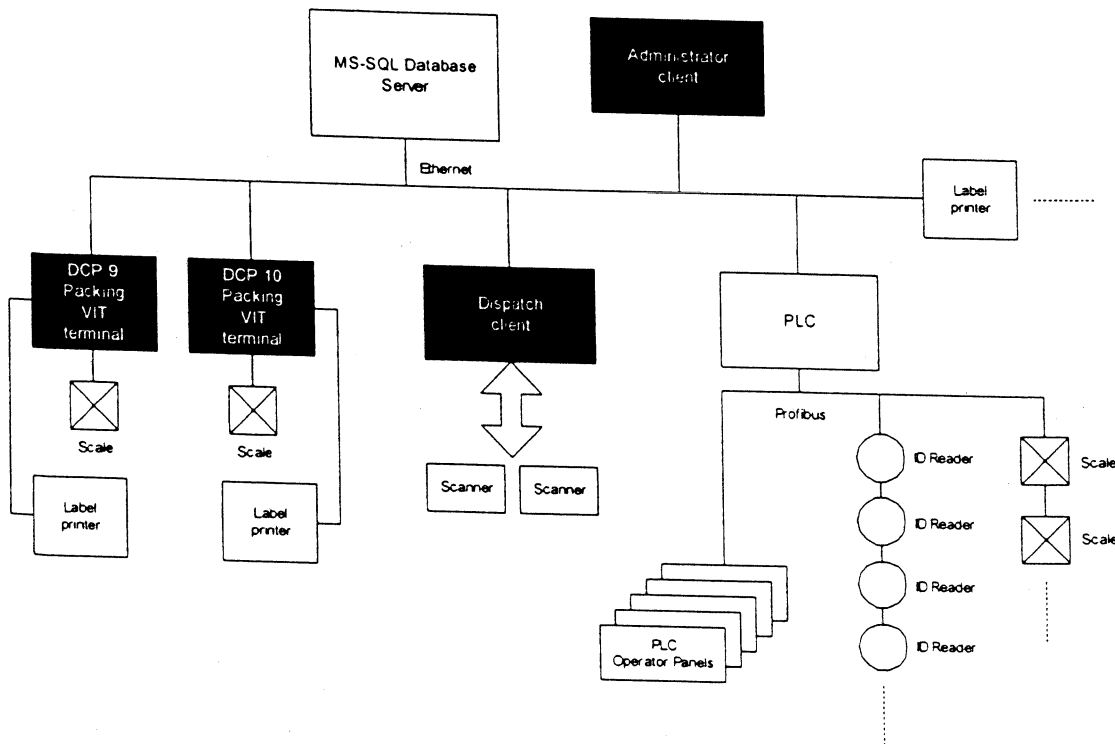 MS-SQL Database
Server
Administrator
client
Ethernet
Label
printer
DCP 9
Packing
VIT
terminal
DCP 10
Packing
VIT
terminal
Dispatch
client
PLC
Profibus
Scale
Scale
ID Reader
Scale
Scanner
Scanner
Label
printer
Label
printer
ID Reader
Scale
ID Reader
ID Reader
PLC
Operator Panels